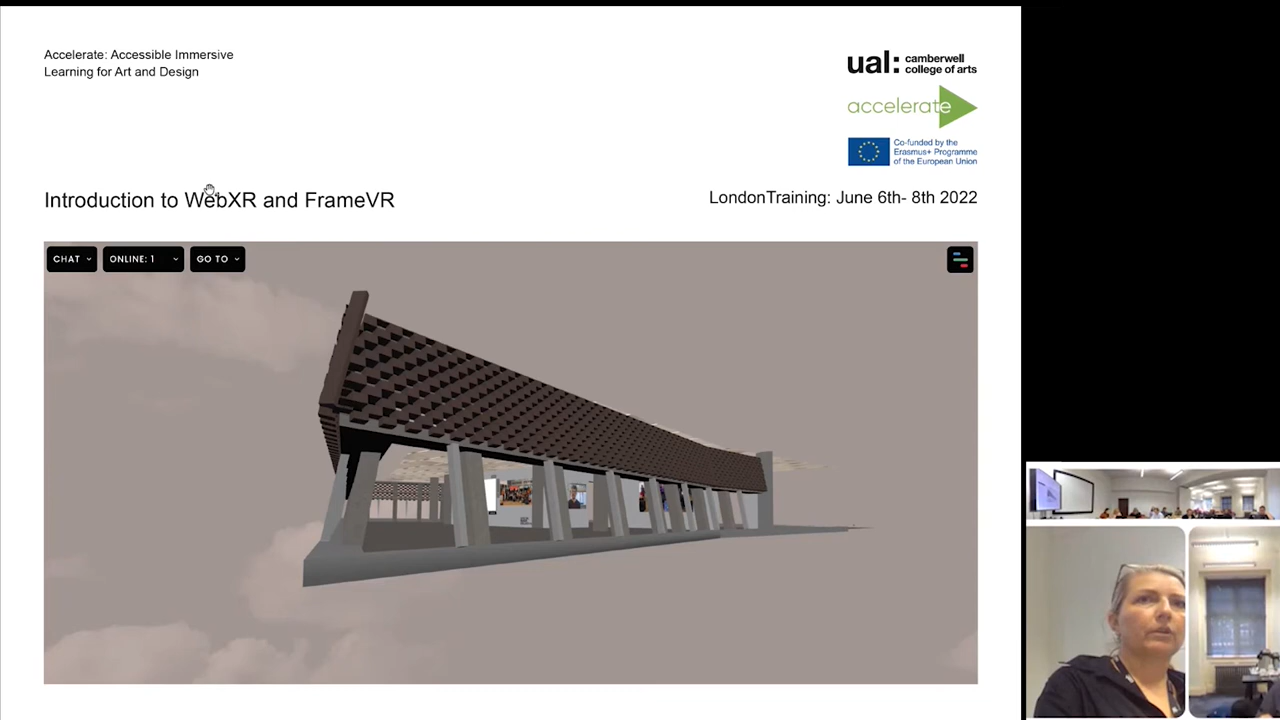 Accelerate: Accessible Immersive
Learning for Art and Design
ual: camberwell
college of arts
accelerate
Co-funded by the
Erasmus+ Programme
of the European Union
Introduction to WebXR and FrameVR
LondonTraining: June 6th- 8th 2022
CHAT
ONLINE: 1
GO TO